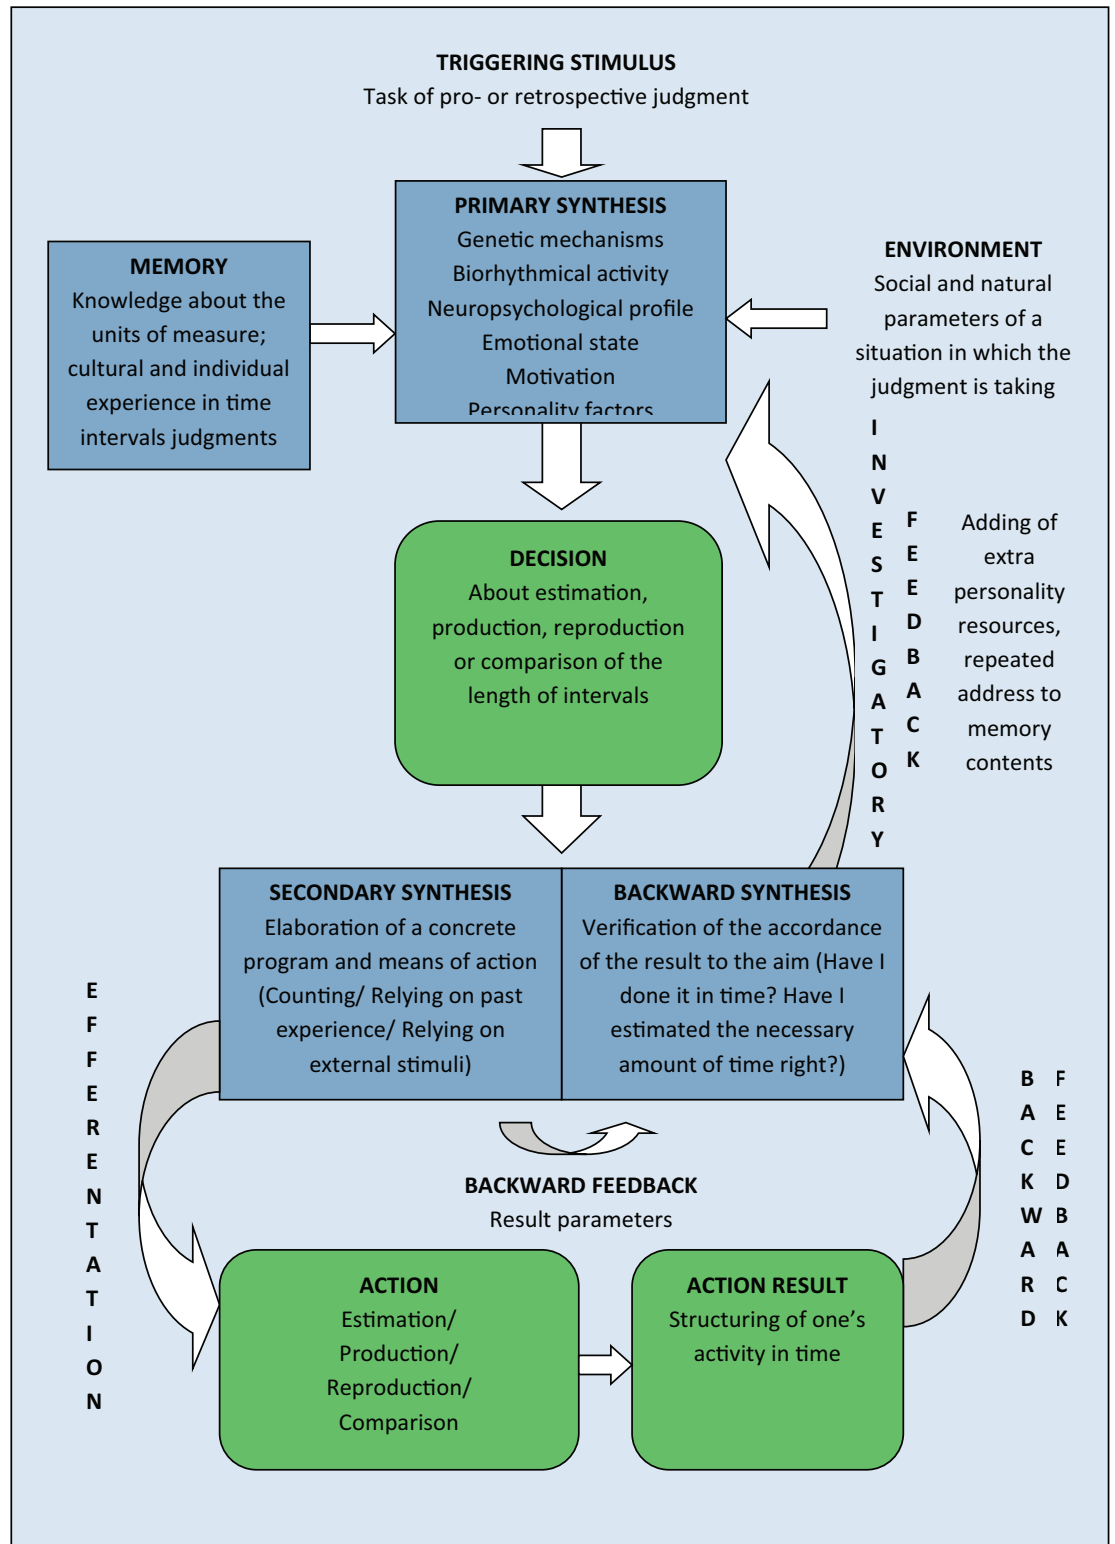 TRIGGERING STIMULUS
Task of pro- or retrospective judgment
PRIMARY SYNTHESIS
Genetic mechanisms
Biorhythmical activity
Neuropsychological profile
Emotional state
Motivation
Personality factors
MEMORY
Knowledge about the
units of measure;
cultural and individual
experience in time
intervals judgments
ENVIRONMENT
Social and natural
parameters of a
situation in which the
judgment is taking
INVESTIGATORY
FEEDBACK
Adding of
extra
personality
resources,
repeated
address to
memory
contents
DECISION
About estimation,
production, reproduction
or comparison of the
length of intervals
SECONDARY SYNTHESIS
Elaboration of a concrete
program and means of action
(Counting/ Relying on past
experience/ Relying on
external stimuli)
BACKWARD SYNTHESIS
Verification of the accordance
of the result to the aim (Have I
done it in time? Have I
estimated the necessary
amount of time right?)
EFFERENTATION
BACKWARD
FEEDBACK
BACKWARD FEEDBACK
Result parameters
ACTION
Estimation/
Production/
Reproduction/
Comparison
ACTION RESULT
Structuring of one’s
activity in time